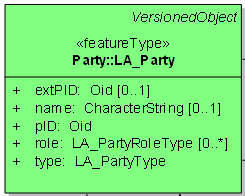 VersionedObject
«featureType»
Party::LA_Party
+ extPID: Oid [0..1]
+ name: CharacterString [0..1]
+ pID: Oid
+ role: LA_PartyRoleType [0..*]
+ type: LA_PartyType